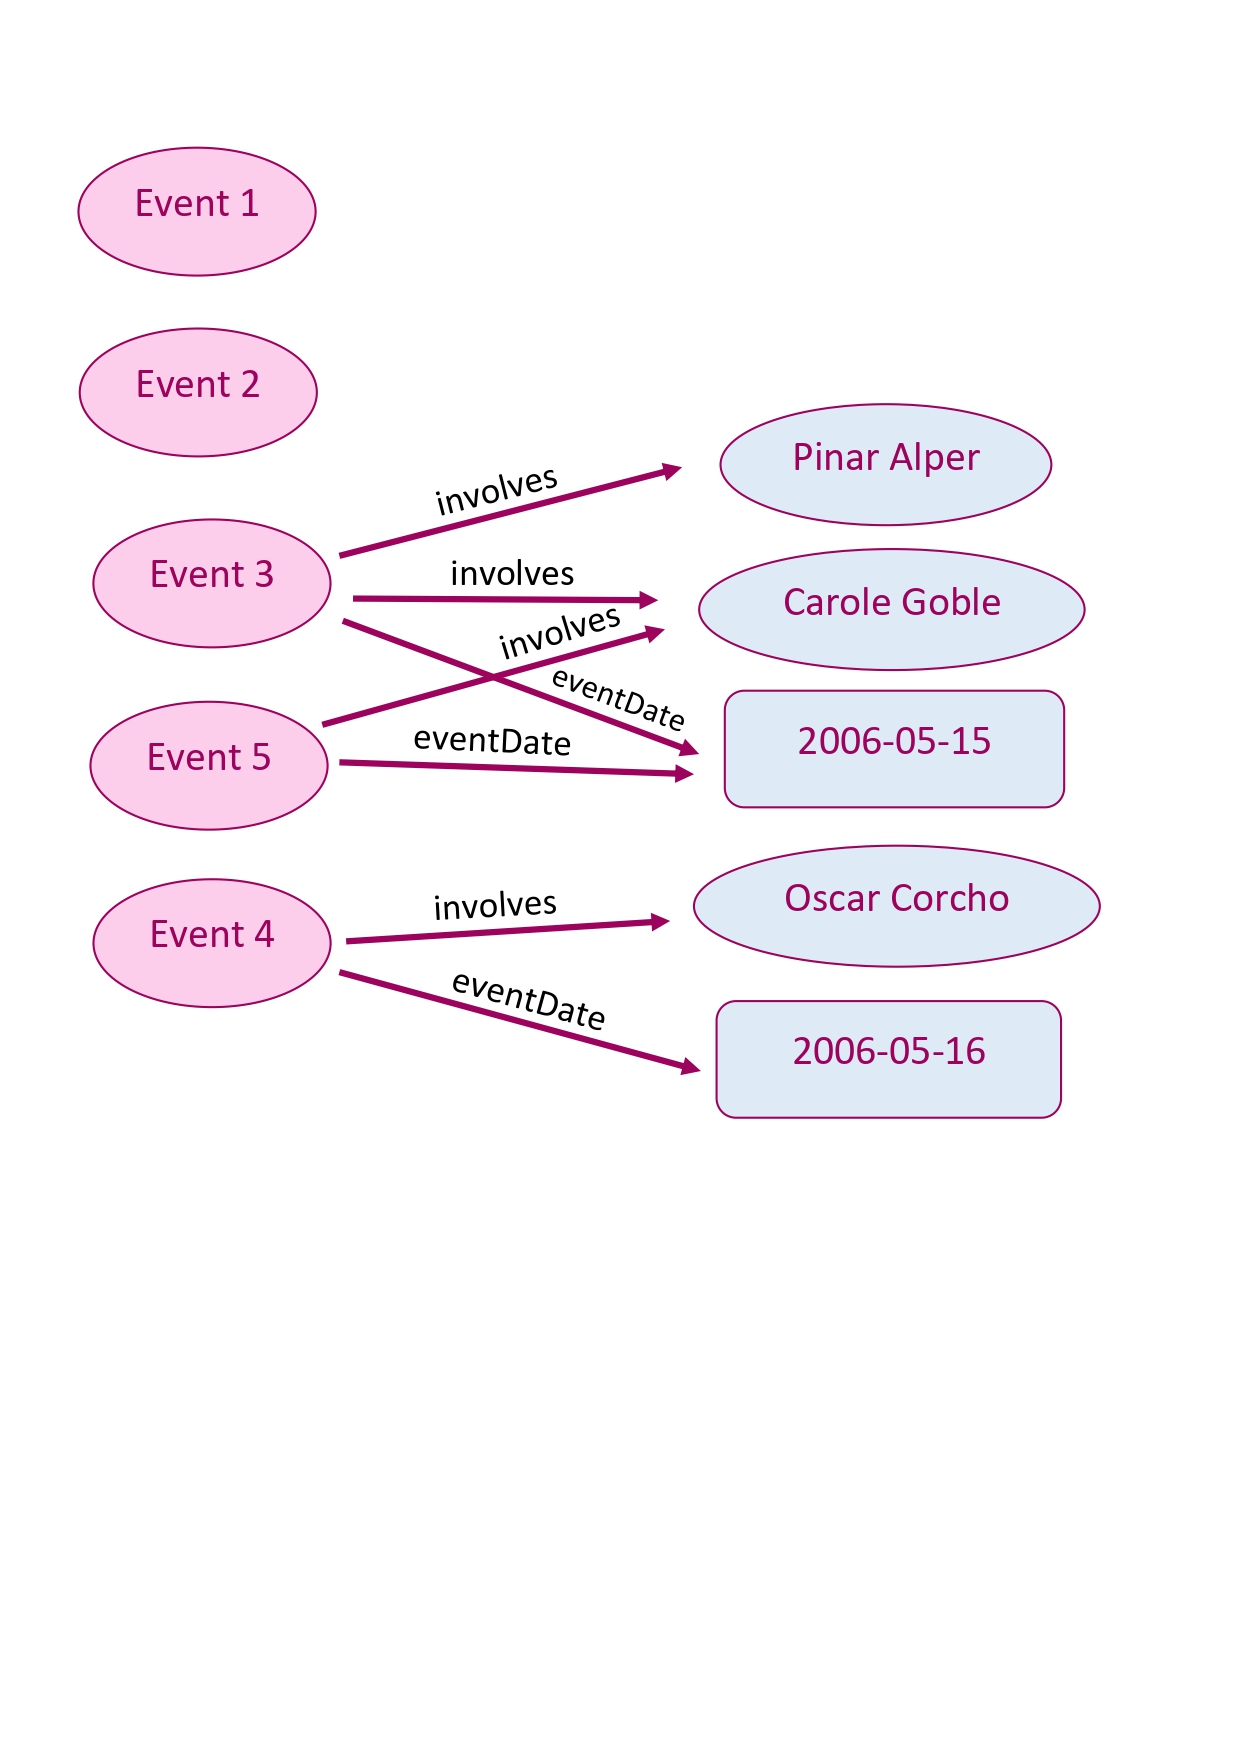 Event 1
Event 2
Pinar Alper
involves
Event 3
involves
Carole Goble
involves
eventDate
Event 5
eventDate
2006-05-15
Event 4
involves
Oscar Corcho
eventDate
2006-05-16